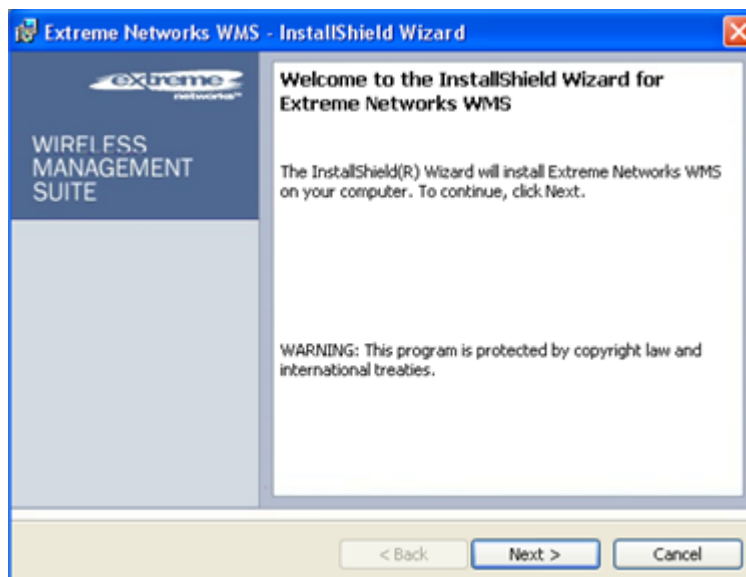 Extreme Networks WMS - InstallShield Wizard
extreme
networks™
WIRELESS
MANAGEMENT
SUITE
Welcome to the InstallShield Wizard for
Extreme Networks WMS
The InstallShield(R) Wizard will install Extreme Networks WMS
on your computer. To continue, click Next.
WARNING: This program is protected by copyright law and
international treaties.
< Back
Next >
Cancel